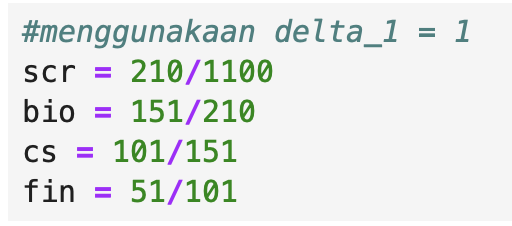 #menggunakaan delta_1 = 1
scr = 210/1100
bio = 151/210
cs = 101/151
fin = 51/101